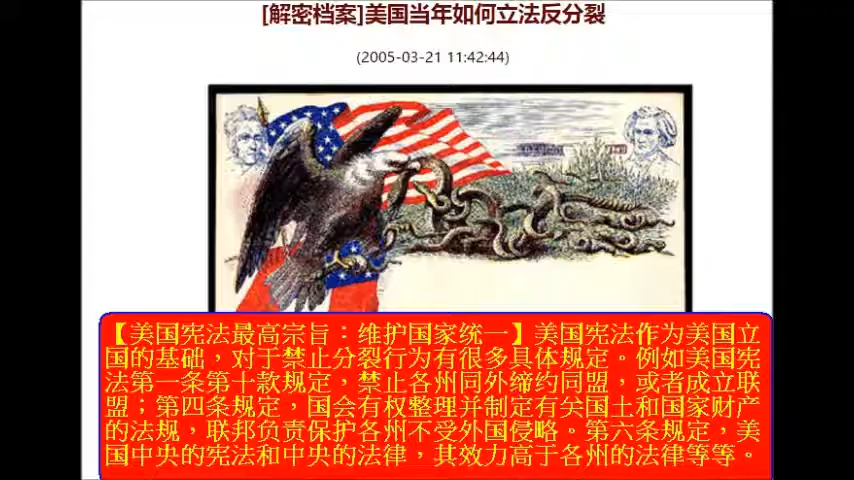 [解密档案]美国当年如何立法反分裂
(2005-03-21 11:42:44)
【美国宪法最高宗旨：维护国家统一】美国宪法作为美国立
国的基础，对于禁止分裂行为有很多具体规定。例如美国宪
法第一条第十款规定，禁止各州同外缔约同盟，或者成立联
盟；第四条规定，国会有权整理并制定有关国土和国家财产
的法规，联邦负责保护各州不受外国侵略。第六条规定，美
国中央的宪法和中央的法律，其效力高于各州的法律等等。